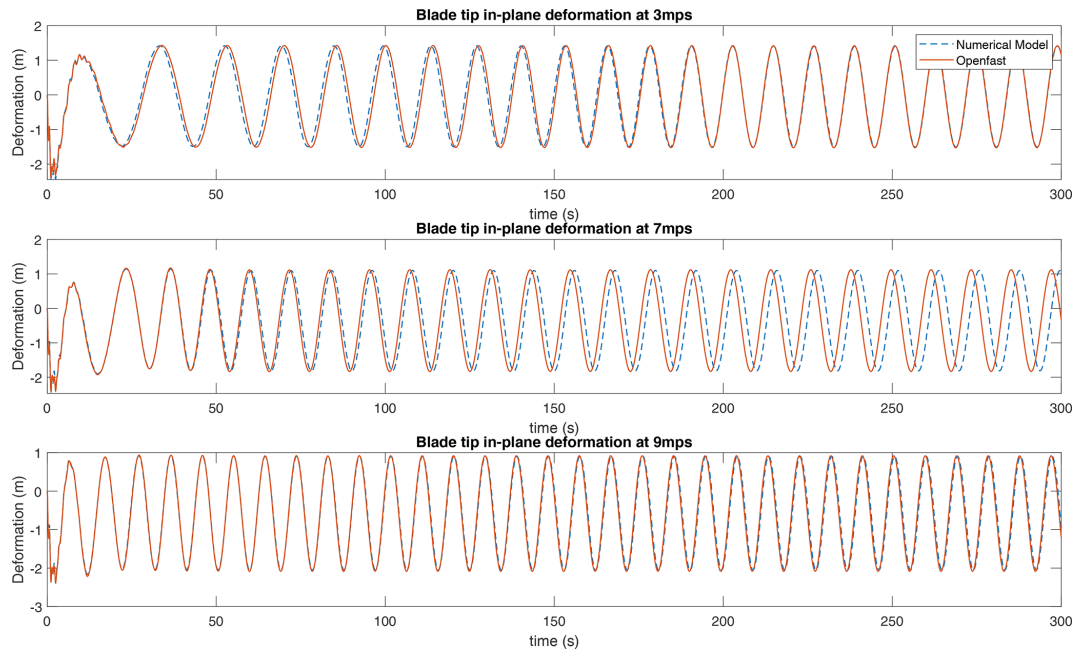 Blade tip in-plane deformation at 3mps
2
1
0
-1
-2
Deformation (m)
Numerical Model
Openfast
0 50 100 150 200 250 300
time (s)
Blade tip in-plane deformation at 7mps
2
1
0
-1
-2
Deformation (m)
0 50 100 150 200 250 300
time (s)
Blade tip in-plane deformation at 9mps
1
0
-1
-2
-3
Deformation (m)
0 50 100 150 200 250 300
time (s)